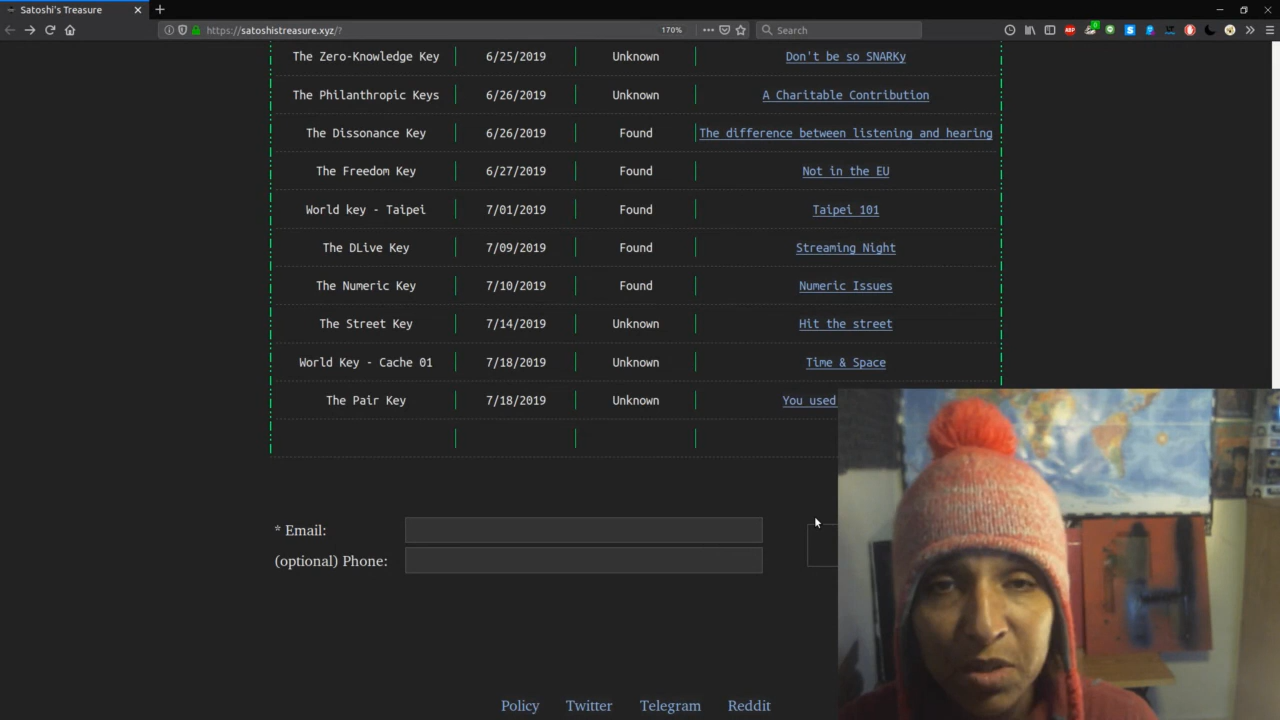 Satoshi's Treasure
https://satoshistreasure.xyz/?
170%
Search
ABP
0
The Zero-Knowledge Key 6/25/2019 Unknown Don't be so SNARKy
The Philanthropic Keys 6/26/2019 Unknown A Charitable Contribution
The Dissonance Key 6/26/2019 Found The difference between listening and hearing
The Freedom Key 6/27/2019 Found Not in the EU
World key - Taipei 7/01/2019 Found Taipei 101
The DLive Key 7/09/2019 Found Streaming Night
The Numeric Key 7/10/2019 Found Numeric Issues
The Street Key 7/14/2019 Unknown Hit the street
World Key - Cache 01 7/18/2019 Unknown Time & Space
The Pair Key 7/18/2019 Unknown You used
* Email:
(optional) Phone:
Policy Twitter Telegram Reddit